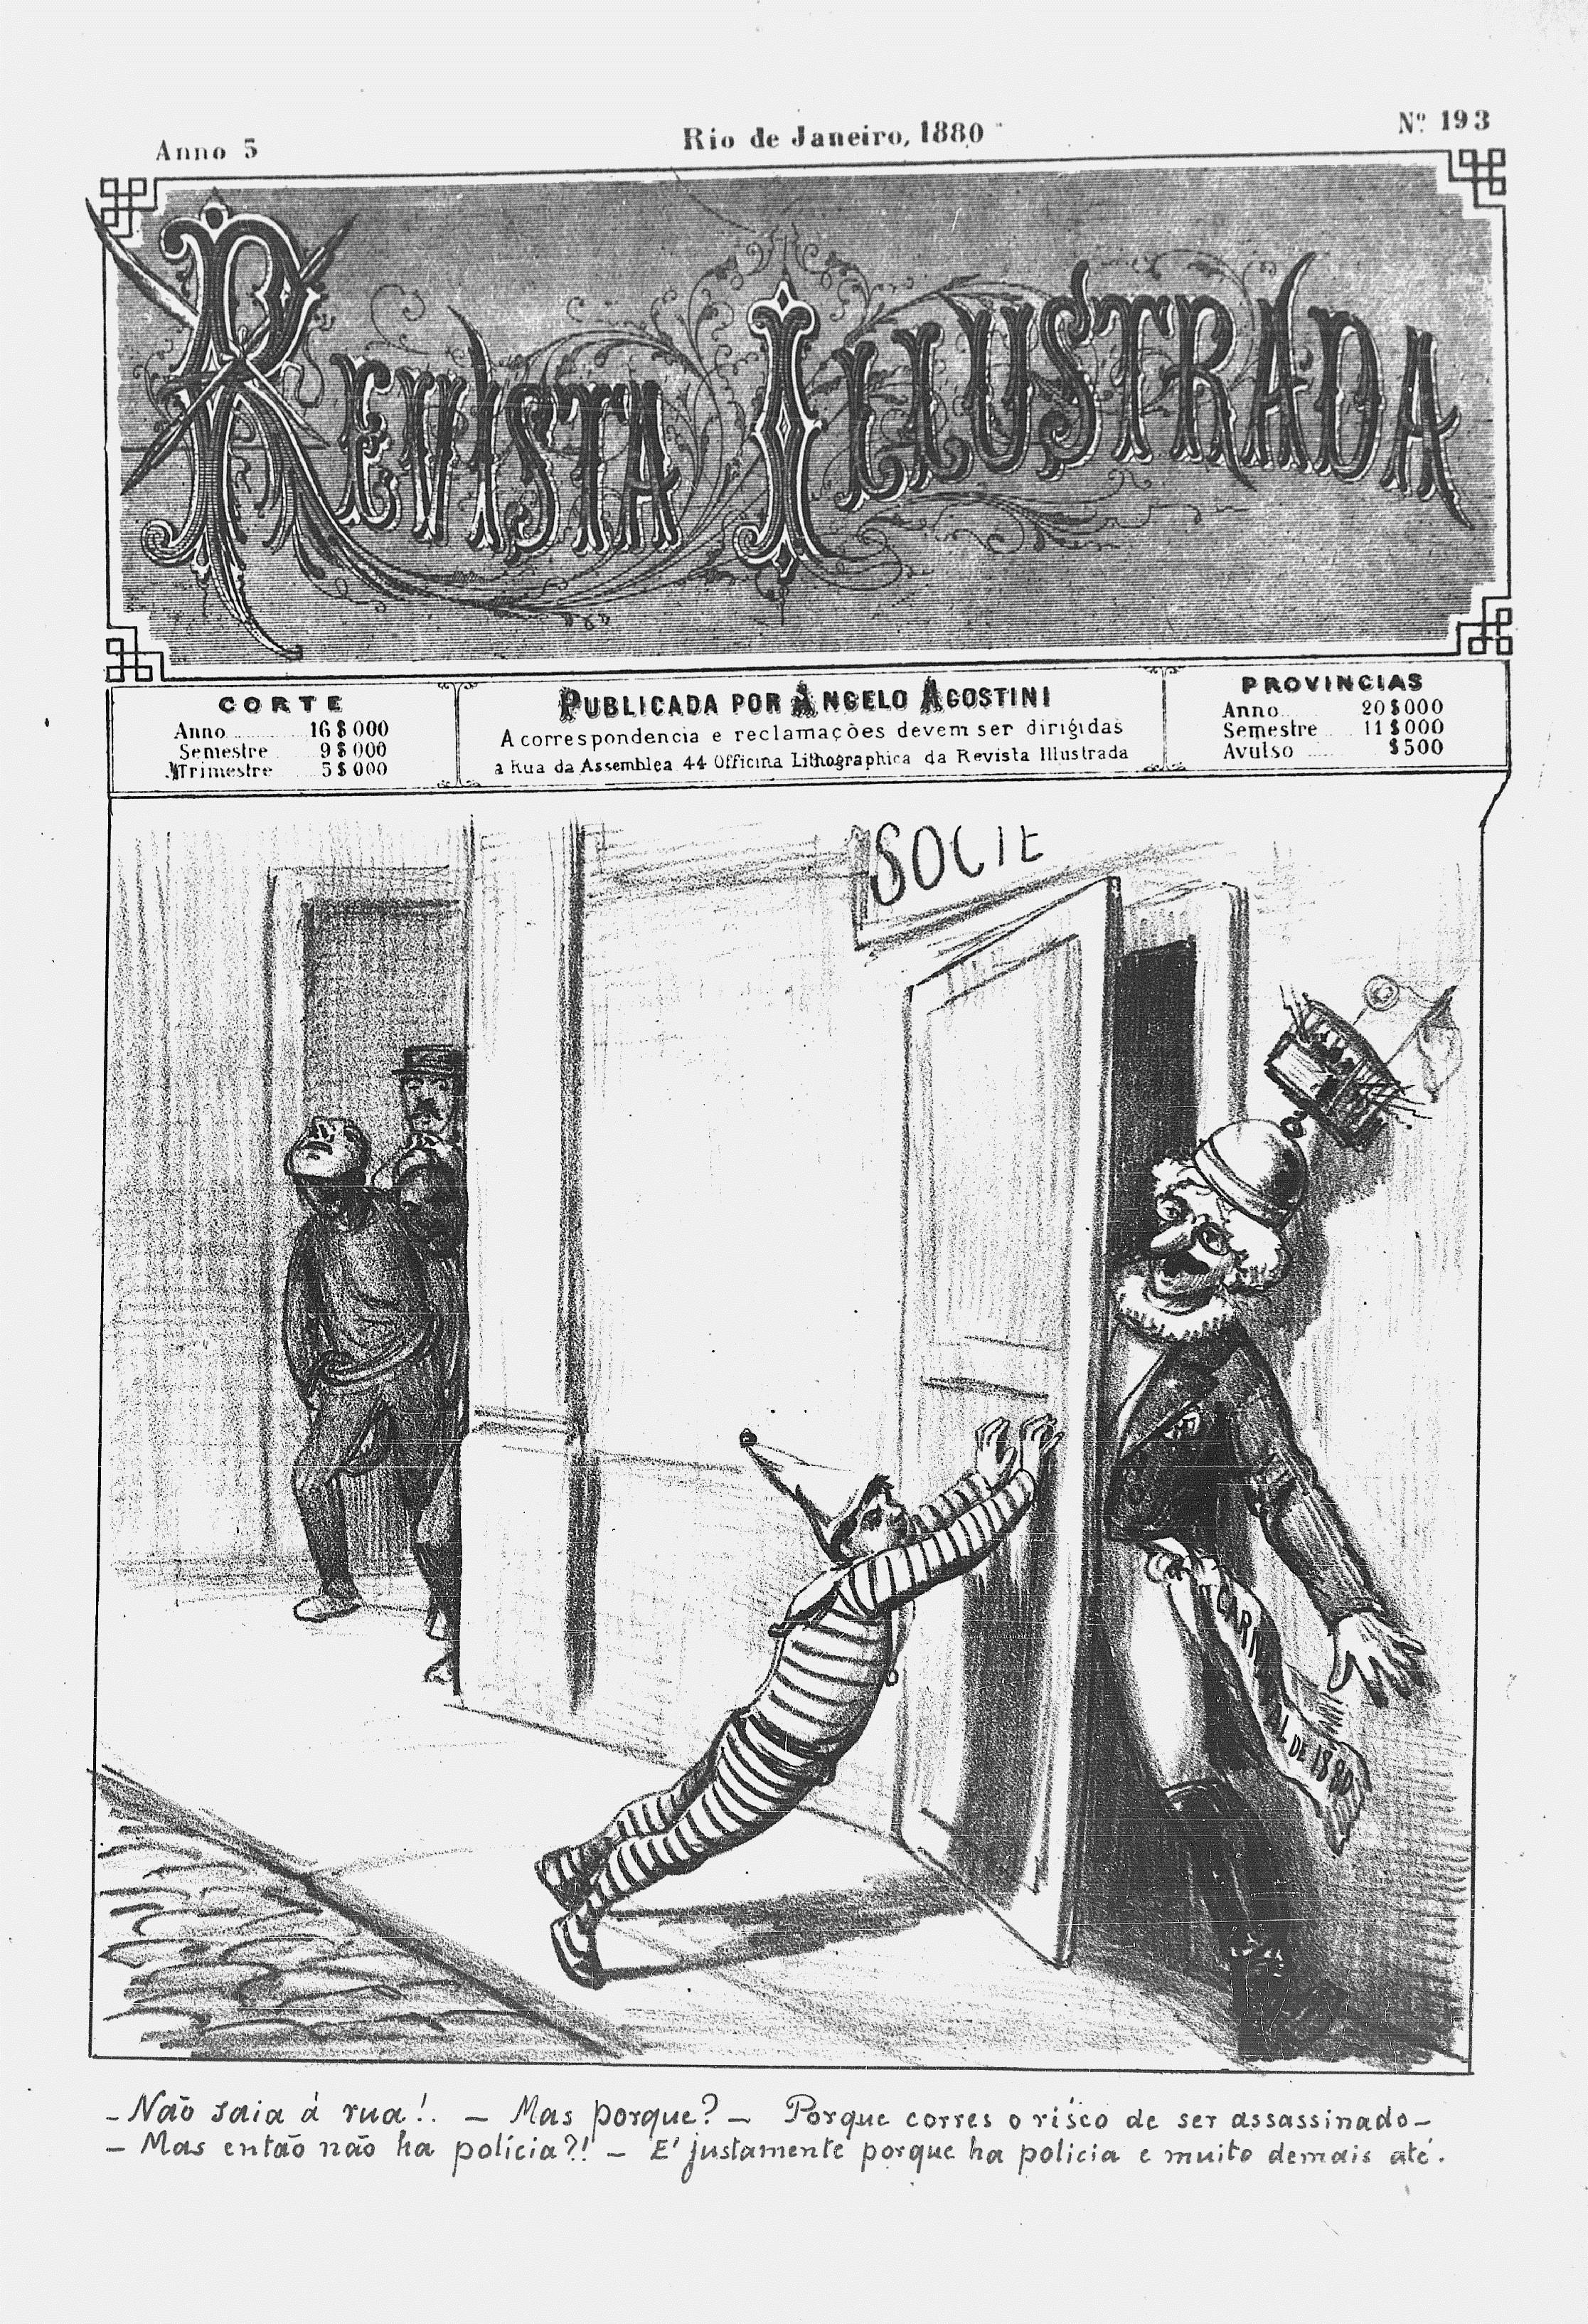 Anno 5
Rio de Janeiro, 1880
Nº 193
REVISTA ILLUSTRADA
CORTE
Anno 16$000
Semestre 9$000
Trimestre 5$000
PUBLICADA POR ANGELO AGOSTINI
A correspondencia e reclamações devem ser dirigidas
a Rua da Assemblea 44 Officina Lithographica da Revista Illustrada
PROVINCIAS
Anno 20$000
Semestre 11$000
Avulso $500
SOCIE
CARNAVAL DE 1880
- Não saia á rua!. - Mas porque? - Porque corres o risco de ser assassinado -
- Mas então não ha policia?! - E' justamente porque ha policia e muito demais até.